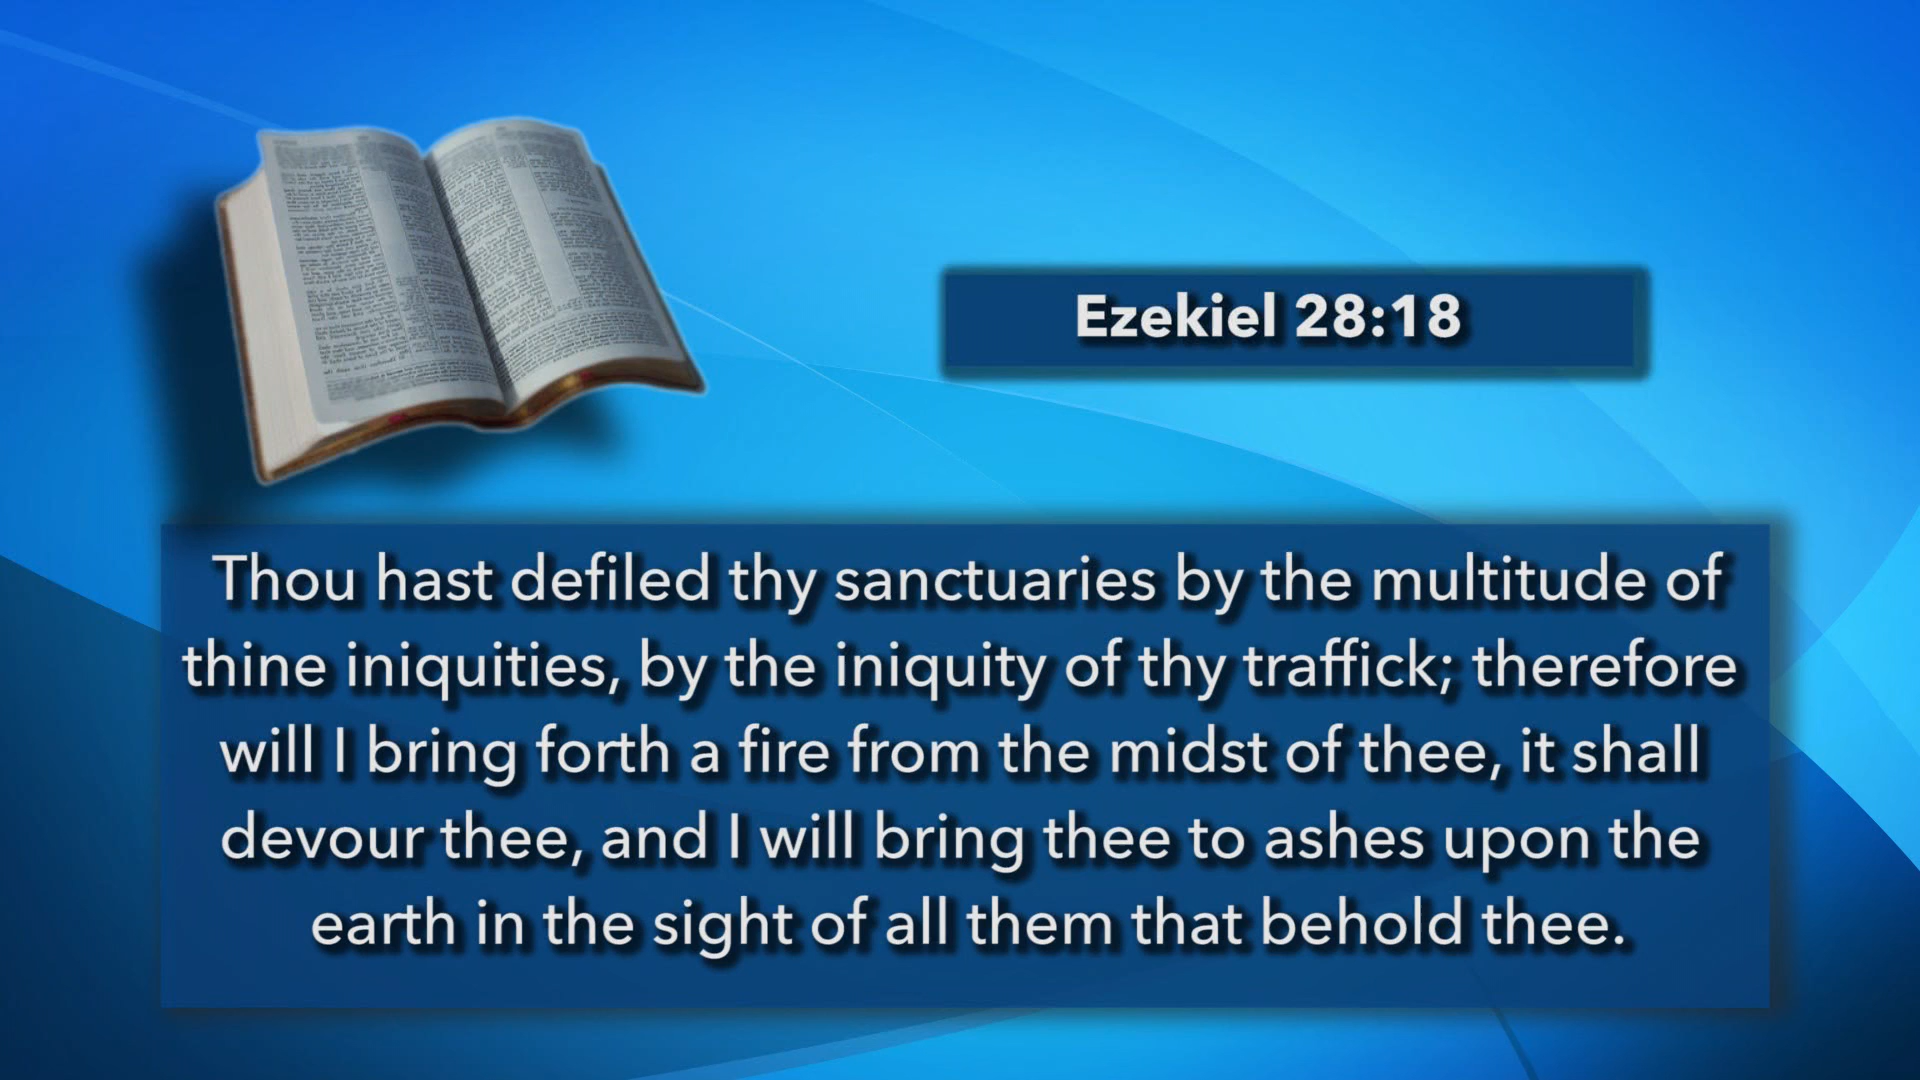 Ezekiel 28:18
Thou hast defiled thy sanctuaries by the multitude of
thine iniquities, by the iniquity of thy traffick; therefore
will I bring forth a fire from the midst of thee, it shall
devour thee, and I will bring thee to ashes upon the
earth in the sight of all them that behold thee.